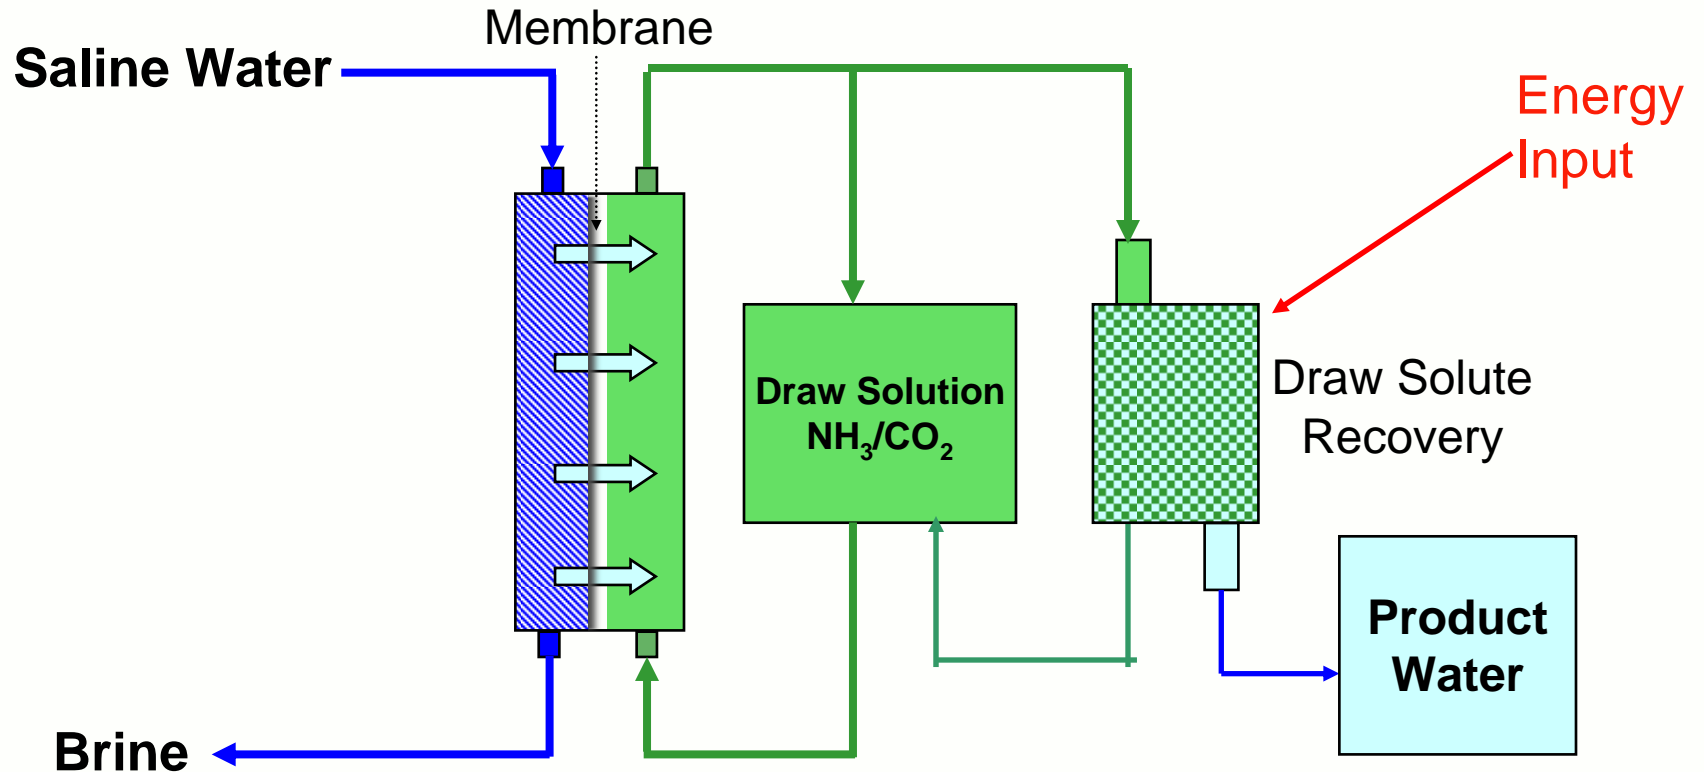 Membrane
Saline Water
Energy
Input
Draw Solution
NH₃/CO₂
Draw Solute
Recovery
Product
Water
Brine